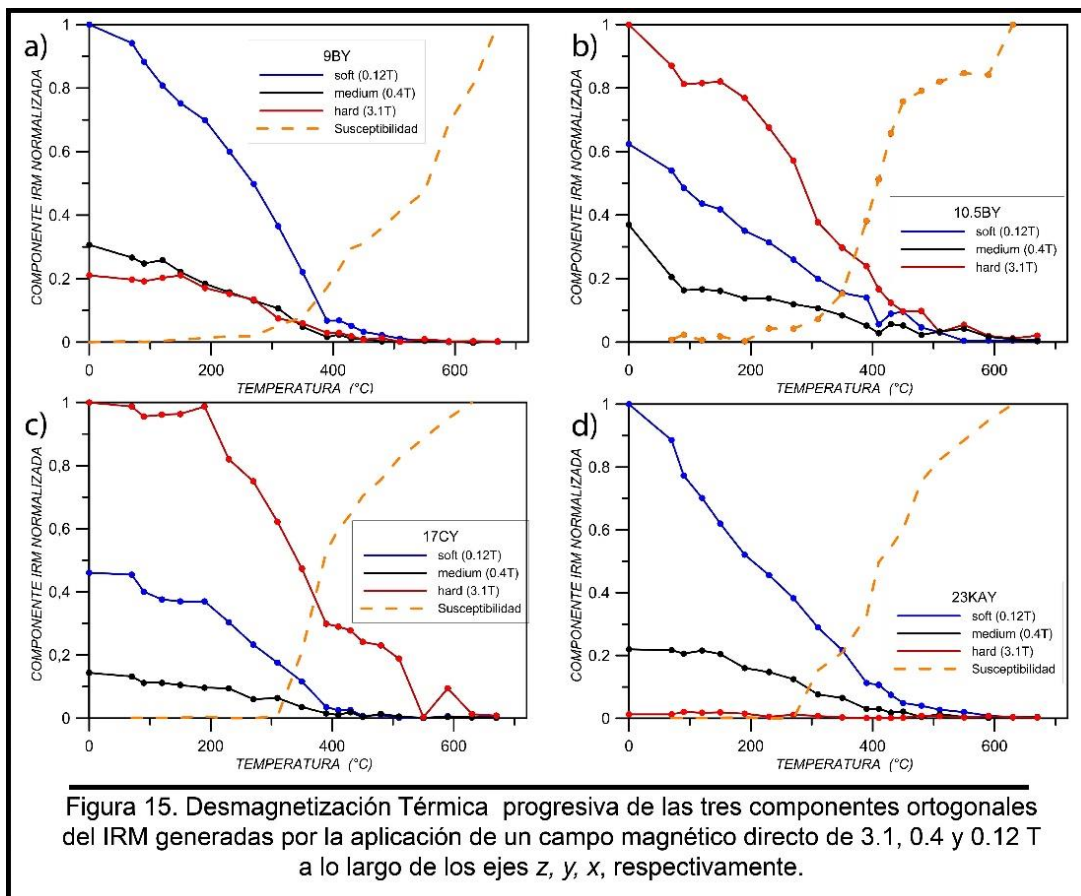 a)
9BY
soft (0.12T)
medium (0.4T)
hard (3.1T)
Susceptibilidad
COMPONENTE IRM NORMALIZADA
1
0.8
0.6
0.4
0.2
0
0
200
400
600
TEMPERATURA (°C)
b)
10.5BY
soft (0.12T)
medium (0.4T)
hard (3.1T)
COMPONENTE IRM NORMALIZADA
1
0.8
0.6
0.4
0.2
0
0
200
400
600
TEMPERATURA (°C)
c)
17CY
soft (0.12T)
medium (0.4T)
hard (3.1T)
Susceptibilidad
COMPONENTE IRM NORMALIZADA
1
0.8
0.6
0.4
0.2
0
0
200
400
600
TEMPERATURA (°C)
d)
23KAY
soft (0.12T)
medium (0.4T)
hard (3.1T)
Susceptibilidad
COMPONENTE IRM NORMALIZADA
1
0.8
0.6
0.4
0.2
0
0
200
400
600
TEMPERATURA (°C)
Figura 15. Desmagnetización Térmica progresiva de las tres componentes ortogonales
del IRM generadas por la aplicación de un campo magnético directo de 3.1, 0.4 y 0.12 T
a lo largo de los ejes z, y, x, respectivamente.